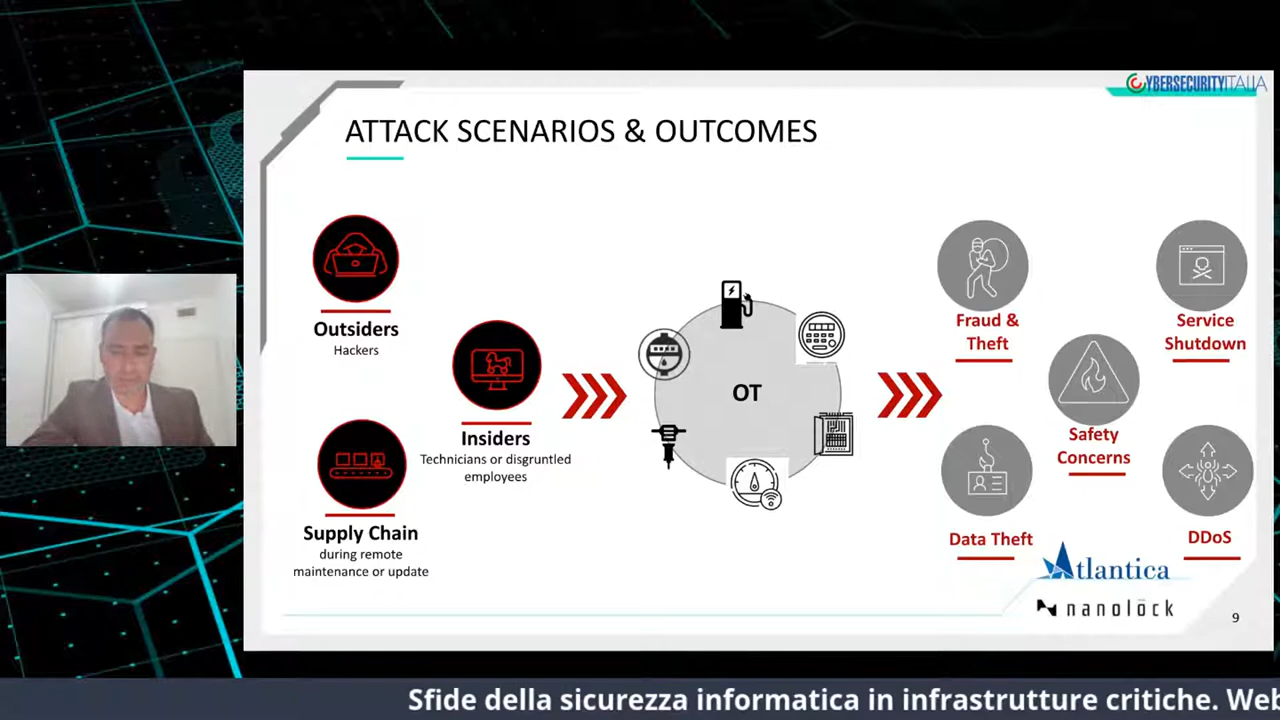 CYBERSECURITYITALIA
ATTACK SCENARIOS & OUTCOMES
Outsiders
Hackers
Insiders
Technicians or disgruntled
employees
Supply Chain
during remote
maintenance or update
OT
Fraud &
Theft
Service
Shutdown
Safety
Concerns
Data Theft
DDoS
Atlantica
nanolock
9
Sfide della sicurezza informatica in infrastrutture critiche. Web